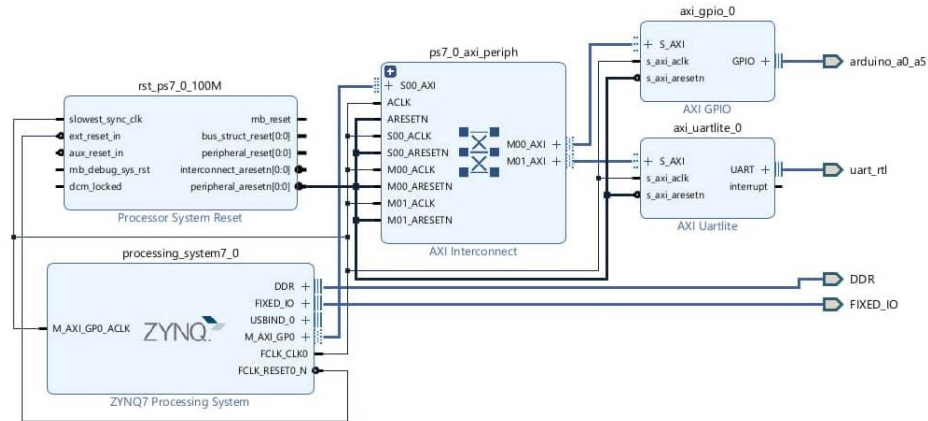 axi_gpio_0
S_AXI
s_axi_aclk
s_axi_aresetn
GPIO
AXI GPIO
arduino_a0_a5
ps7_0_axi_periph
S00_AXI
ACLK
ARESETN
S00_ACLK
S00_ARESETN
M00_ACLK
M00_ARESETN
M01_ACLK
M01_ARESETN
M00_AXI
M01_AXI
AXI Interconnect
rst_ps7_0_100M
slowest_sync_clk
ext_reset_in
aux_reset_in
mb_debug_sys_rst
dcm_locked
mb_reset
bus_struct_reset[0:0]
peripheral_reset[0:0]
interconnect_aresetn[0:0]
peripheral_aresetn[0:0]
Processor System Reset
axi_uartlite_0
S_AXI
s_axi_aclk
s_axi_aresetn
UART
interrupt
AXI Uartlite
uart_rtl
processing_system7_0
M_AXI_GP0_ACLK
ZYNQ
DDR
FIXED_IO
USBIND_0
M_AXI_GP0
FCLK_CLK0
FCLK_RESET0_N
ZYNQ7 Processing System
DDR
FIXED_IO